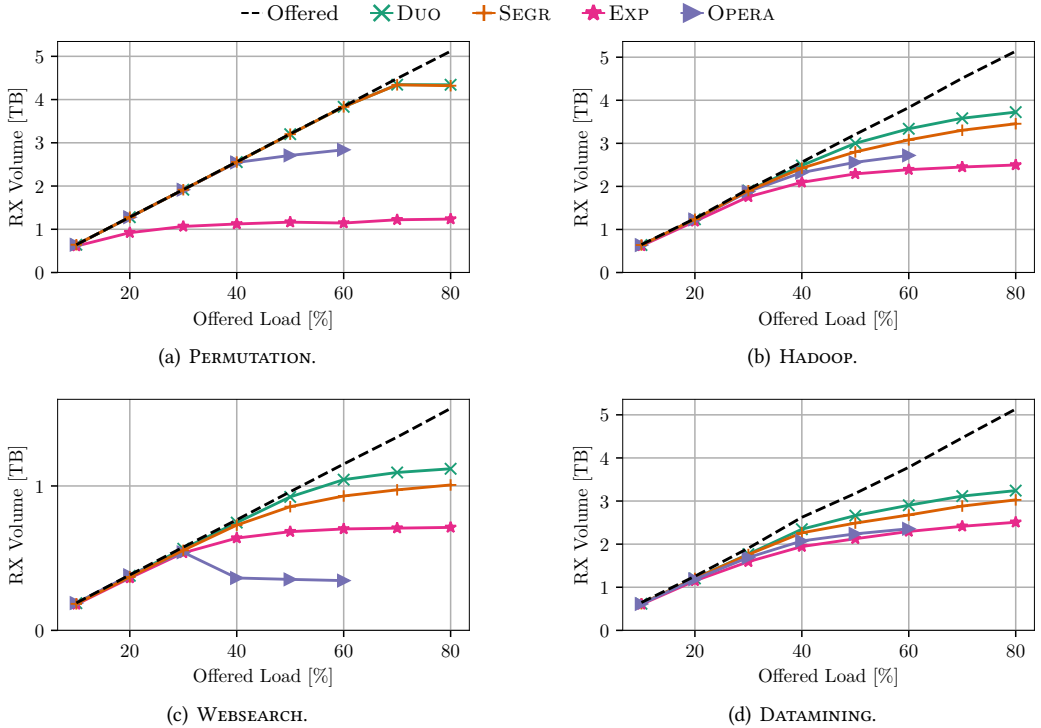 Offered DUO SEGR EXP OPERA
5
4
3
2
1
0
RX Volume [TB]
20 40 60 80
Offered Load [%]
(a) PERMUTATION.
5
4
3
2
1
0
RX Volume [TB]
20 40 60 80
Offered Load [%]
(b) HADOOP.
1
0
RX Volume [TB]
20 40 60 80
Offered Load [%]
(c) WEBSEARCH.
5
4
3
2
1
0
RX Volume [TB]
20 40 60 80
Offered Load [%]
(d) DATAMINING.